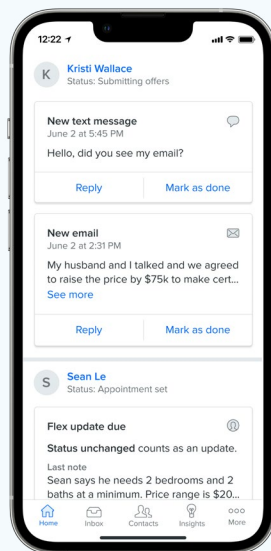 12:22
K
Kristi Wallace
Status: Submitting offers
New text message
June 2 at 5:45 PM
Hello, did you see my email?
Reply
Mark as done
New email
June 2 at 2:31 PM
My husband and I talked and we agreed
to raise the price by $75k to make cert...
See more
Reply
Mark as done
S
Sean Le
Status: Appointment set
Flex update due
Status unchanged counts as an update.
Last note
Sean says he needs 2 bedrooms and 2
baths at a minimum. Price range is $20...
Home
Inbox
Contacts
Insights
More